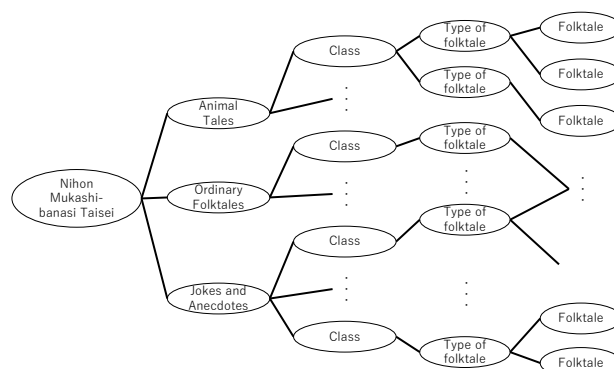 Nihon
Mukashi-
banasi Taisei
Animal
Tales
Ordinary
Folktales
Jokes and
Anecdotes
Class
Class
Class
Class
Type of
folktale
Type of
folktale
Type of
folktale
Type of
folktale
Type of
folktale
Folktale
Folktale
Folktale
Folktale
Folktale